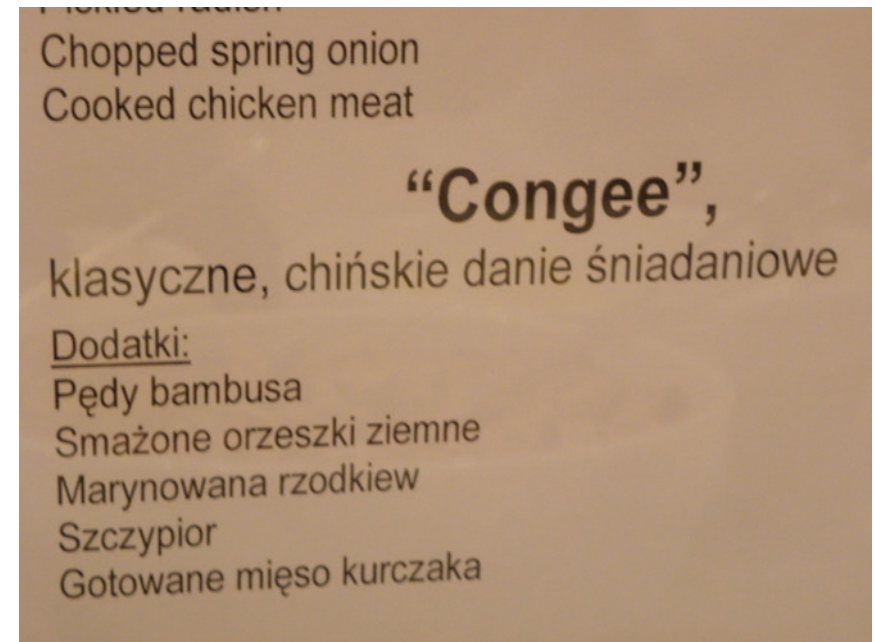 Chopped spring onion
Cooked chicken meat
“Congee”,
klasyczne, chińskie danie śniadaniowe
Dodatki:
Pędy bambusa
Smażone orzeszki ziemne
Marynowana rzodkiew
Szczypior
Gotowane mięso kurczaka